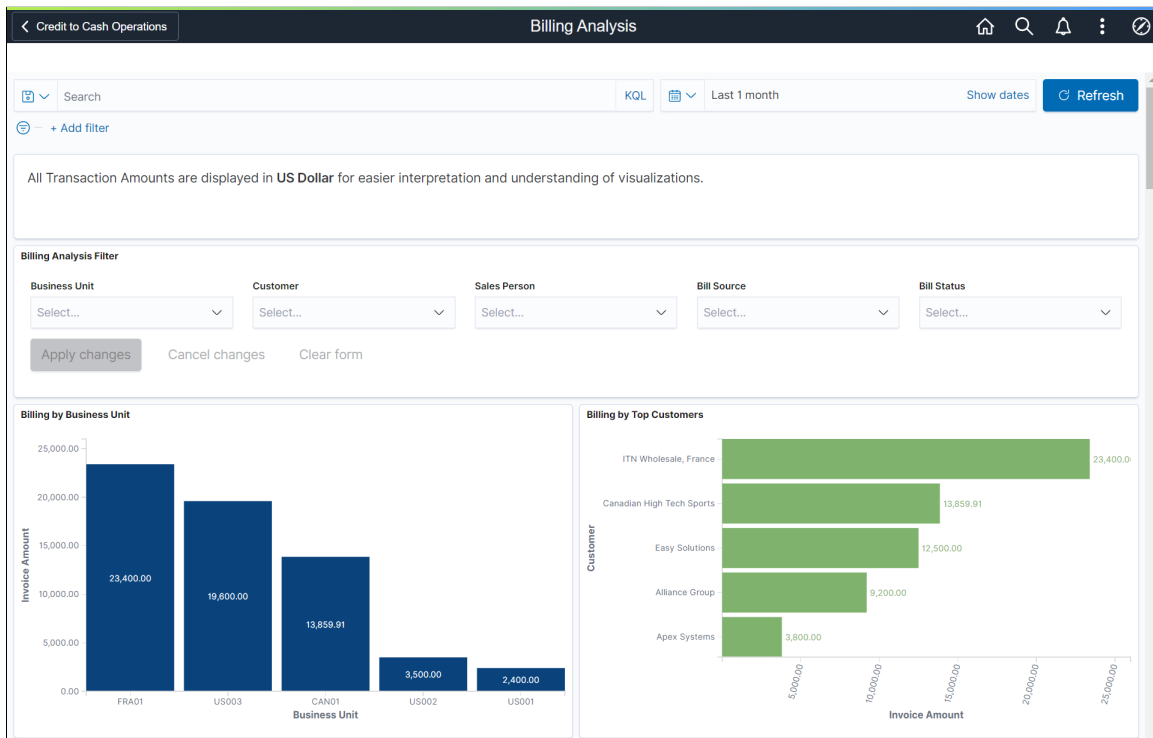 Credit to Cash Operations
Billing Analysis
Search
KQL
Last 1 month
Show dates
Refresh
+ Add filter
All Transaction Amounts are displayed in US Dollar for easier interpretation and understanding of visualizations.
Billing Analysis Filter
Business Unit
Customer
Sales Person
Bill Source
Bill Status
Select...
Select...
Select...
Select...
Select...
Apply changes
Cancel changes
Clear form
Billing by Business Unit
25,000.00
20,000.00
15,000.00
10,000.00
5,000.00
0.00
Invoice Amount
23,400.00
19,600.00
13,859.91
3,500.00
2,400.00
FRA01
US003
CAN01
US002
US001
Business Unit
Billing by Top Customers
Customer
ITN Wholesale, France
23,400.0
Canadian High Tech Sports
13,859.91
Easy Solutions
12,500.00
Alliance Group
9,200.00
Apex Systems
3,800.00
5,000.00
10,000.00
15,000.00
20,000.00
25,000.00
Invoice Amount